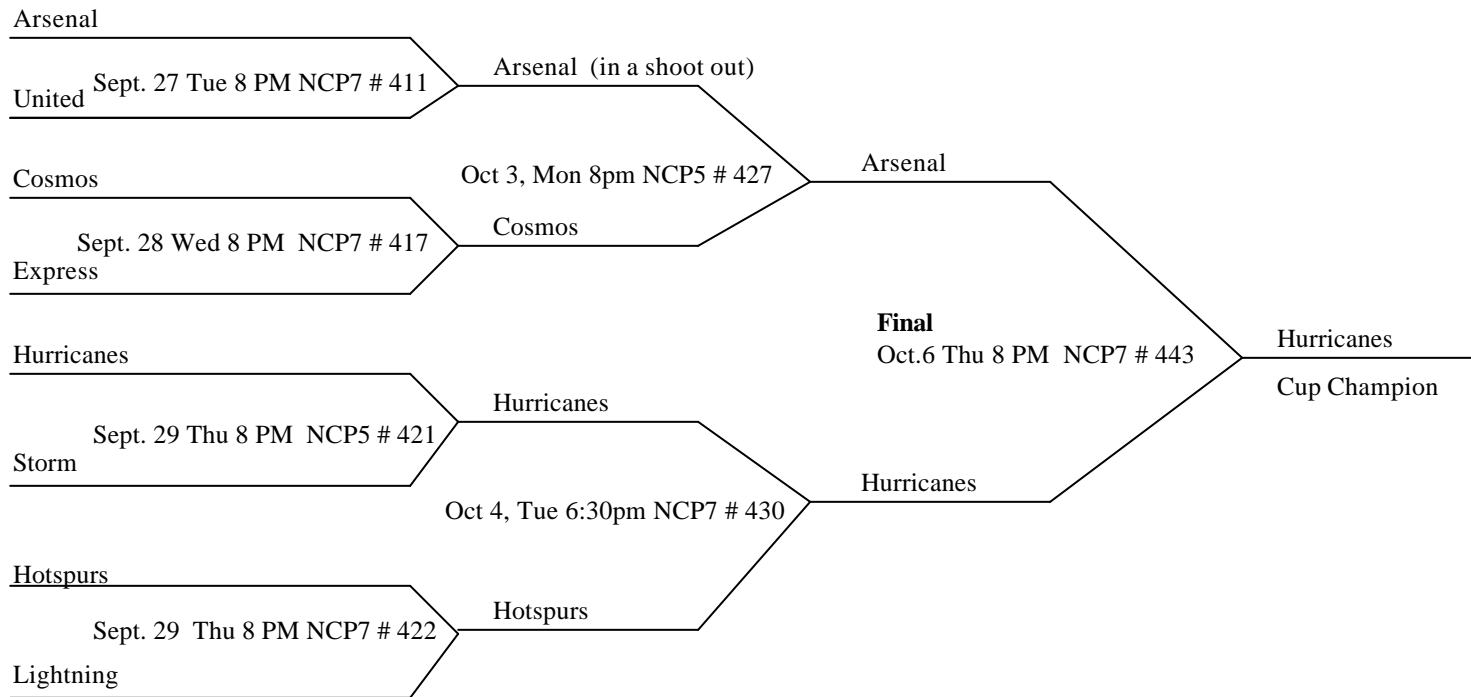 Arsenal
Sept. 27 Tue 8 PM NCP7 # 411
United
Arsenal (in a shoot out)
Cosmos
Sept. 28 Wed 8 PM NCP7 # 417
Express
Oct 3, Mon 8pm NCP5 # 427
Cosmos
Arsenal
Hurricanes
Sept. 29 Thu 8 PM NCP5 # 421
Storm
Hurricanes
Oct 4, Tue 6:30pm NCP7 # 430
Hotspurs
Sept. 29 Thu 8 PM NCP7 # 422
Lightning
Hotspurs
Hurricanes
Final
Oct.6 Thu 8 PM NCP7 # 443
Hurricanes
Cup Champion